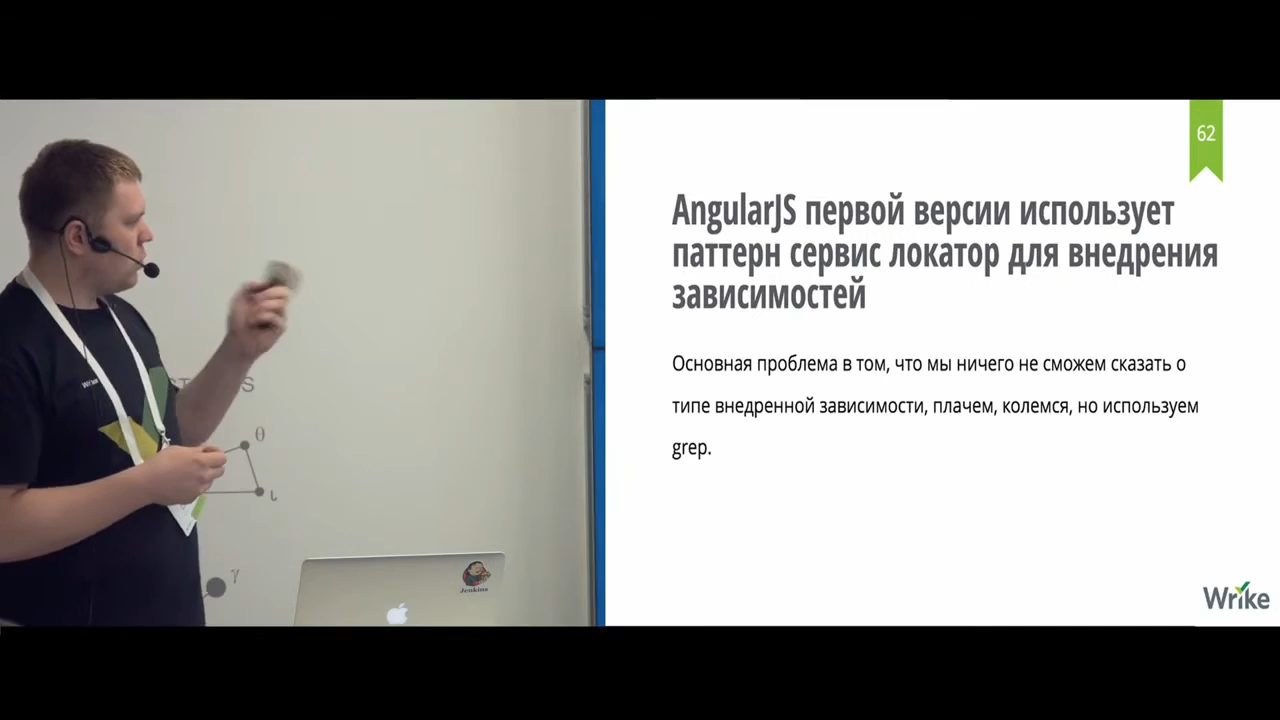 62
AngularJS первой версии использует
паттерн сервис локатор для внедрения
зависимостей
Основная проблема в том, что мы ничего не сможем сказать о
типе внедренной зависимости, плачем, колемся, но используем
grep.
Wrike
Jenkins
θ
ι
γ